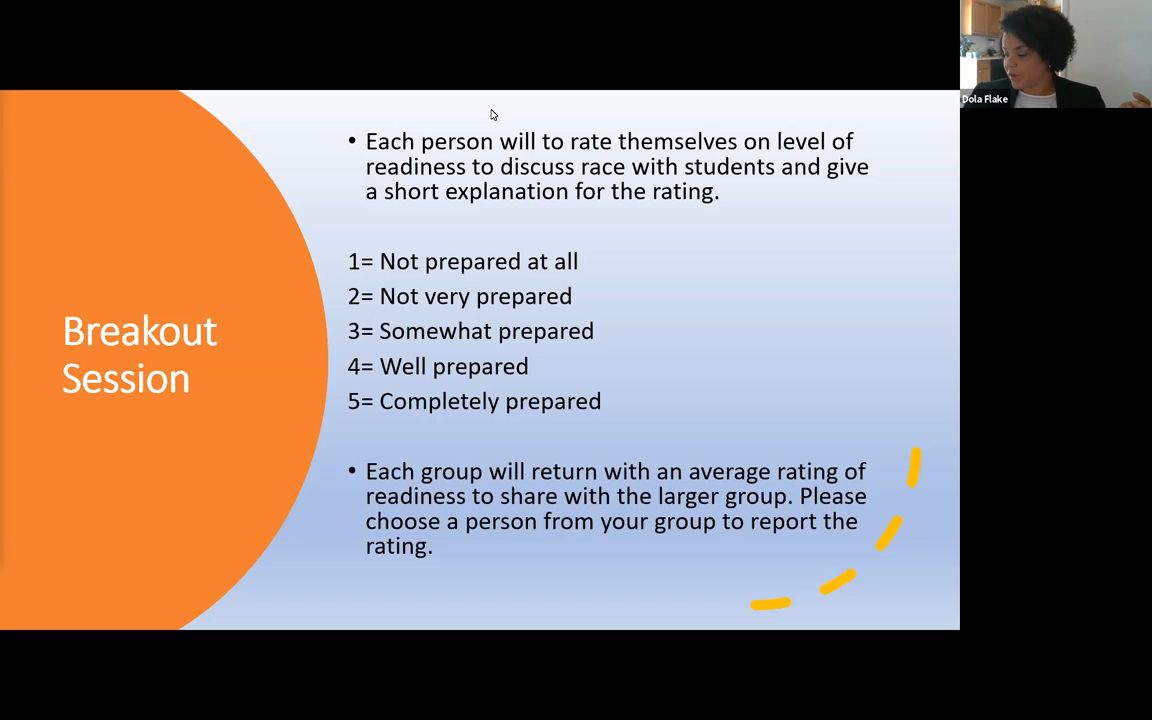 Dola Flake
• Each person will to rate themselves on level of
readiness to discuss race with students and give
a short explanation for the rating.
1= Not prepared at all
2= Not very prepared
3= Somewhat prepared
4= Well prepared
5= Completely prepared
Breakout
Session
• Each group will return with an average rating of
readiness to share with the larger group. Please
choose a person from your group to report the
rating.